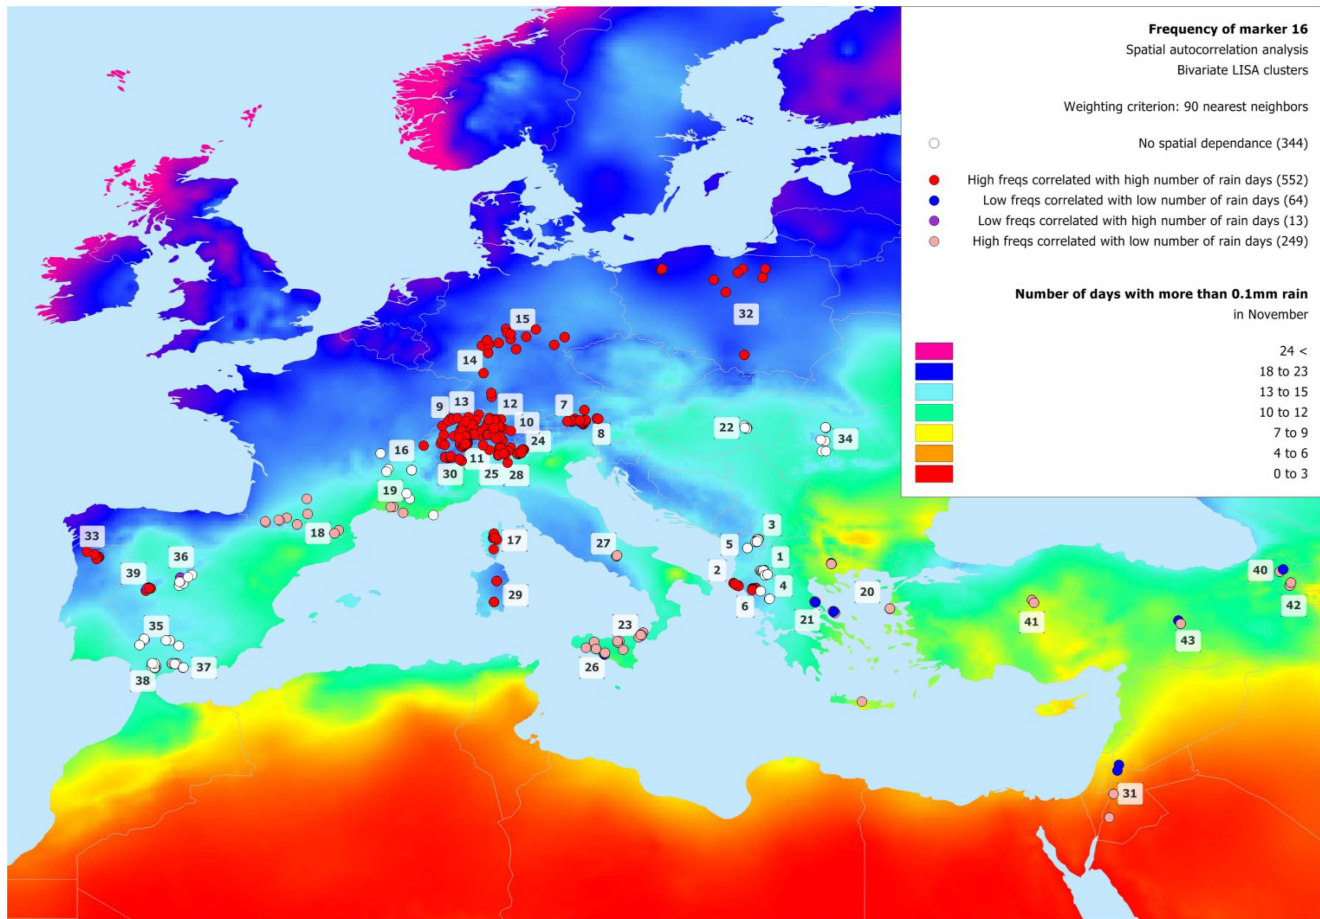 Frequency of marker 16
Spatial autocorrelation analysis
Bivariate LISA clusters
Weighting criterion: 90 nearest neighbors
No spatial dependance (344)
High freqs correlated with high number of rain days (552)
Low freqs correlated with low number of rain days (64)
Low freqs correlated with high number of rain days (13)
High freqs correlated with low number of rain days (249)
Number of days with more than 0.1mm rain
in November
24 <
18 to 23
13 to 15
10 to 12
7 to 9
4 to 6
0 to 3
15
32
14
9
13
12
7
10
8
22
34
16
24
11
30
25
28
19
33
18
17
27
3
5
36
39
2
1
40
4
29
6
20
42
21
41
43
35
23
26
37
38
31